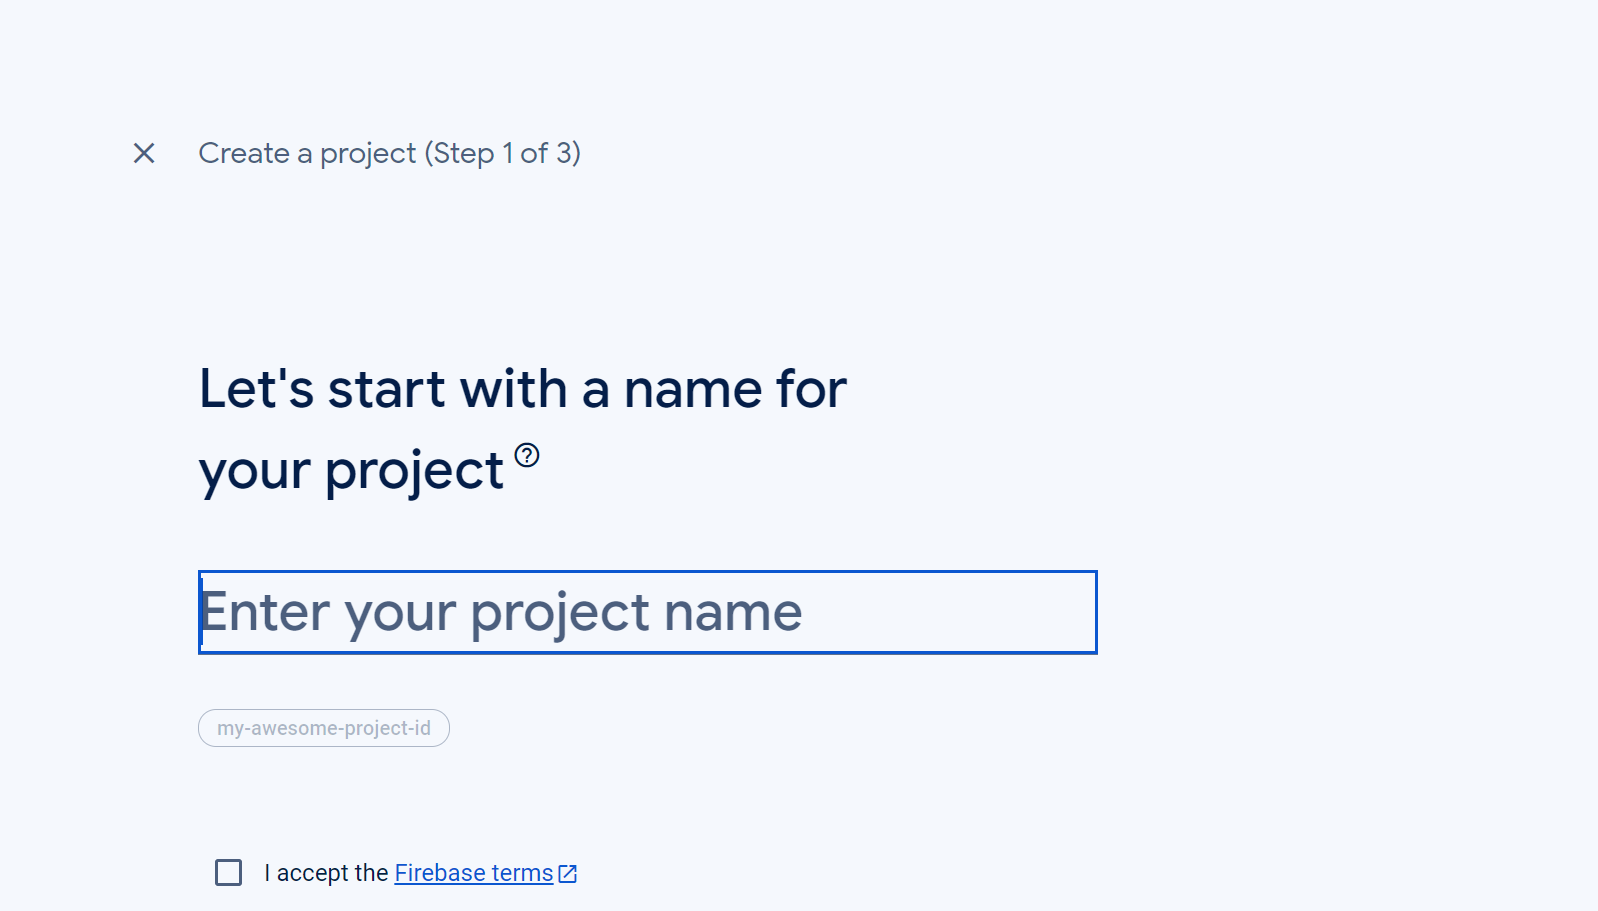 Create a project (Step 1 of 3)
Let's start with a name for
your project
Enter your project name
my-awesome-project-id
I accept the Firebase terms